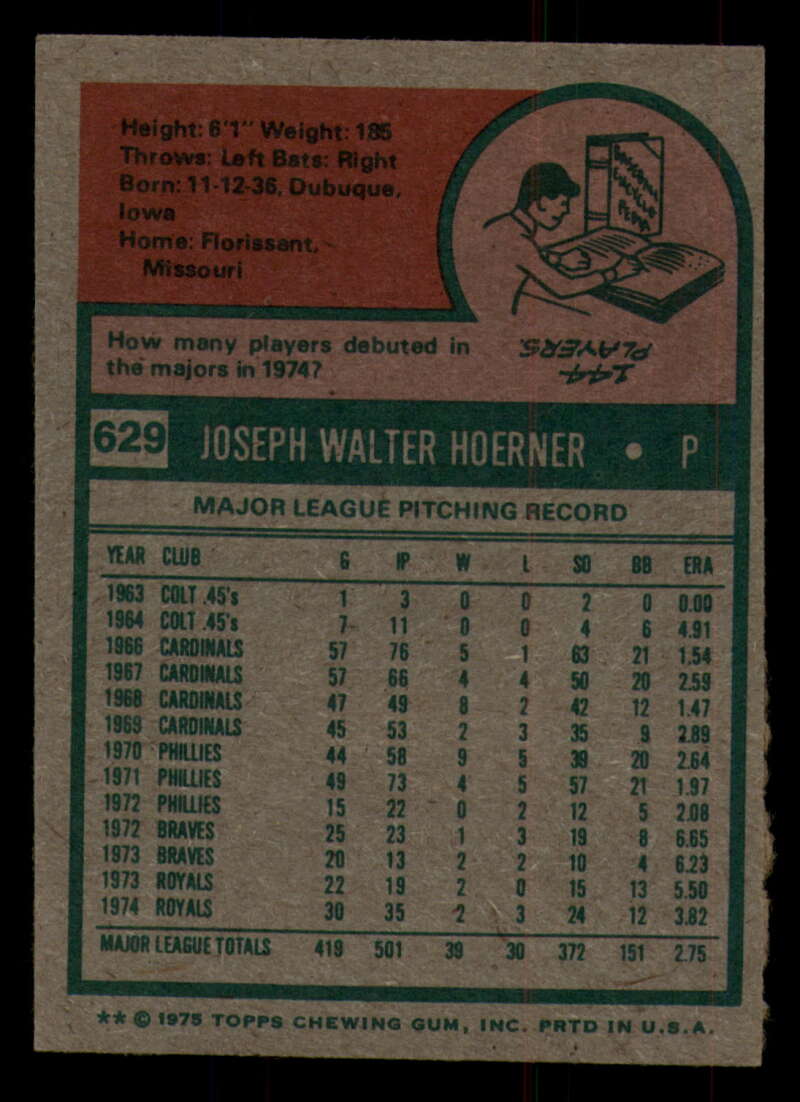 Height: 6'1" Weight: 185
Throws: Left Bats: Right
Born: 11-12-36, Dubuque,
Iowa
Home: Florissant,
Missouri
BASEBALL
ENCYCLO
PEDIA
How many players debuted in
the majors in 1974?
144
PLAYERS.
629 JOSEPH WALTER HOERNER • P
MAJOR LEAGUE PITCHING RECORD
YEAR CLUB G IP W L SO BB ERA
1963 COLT .45's 1 3 0 0 2 0 0.00
1964 COLT .45's 7 11 0 0 4 6 4.91
1966 CARDINALS 57 76 5 1 63 21 1.54
1967 CARDINALS 57 66 4 4 50 20 2.59
1968 CARDINALS 47 49 8 2 42 12 1.47
1969 CARDINALS 45 53 2 3 35 9 2.89
1970 PHILLIES 44 58 9 5 39 20 2.64
1971 PHILLIES 49 73 4 5 57 21 1.97
1972 PHILLIES 15 22 0 2 12 5 2.08
1972 BRAVES 25 23 1 3 19 8 6.65
1973 BRAVES 20 13 2 2 10 4 6.23
1973 ROYALS 22 19 2 0 15 13 5.50
1974 ROYALS 30 35 2 3 24 12 3.82
MAJOR LEAGUE TOTALS 419 501 39 30 372 151 2.75
** © 1975 TOPPS CHEWING GUM, INC. PRTD IN U.S.A.